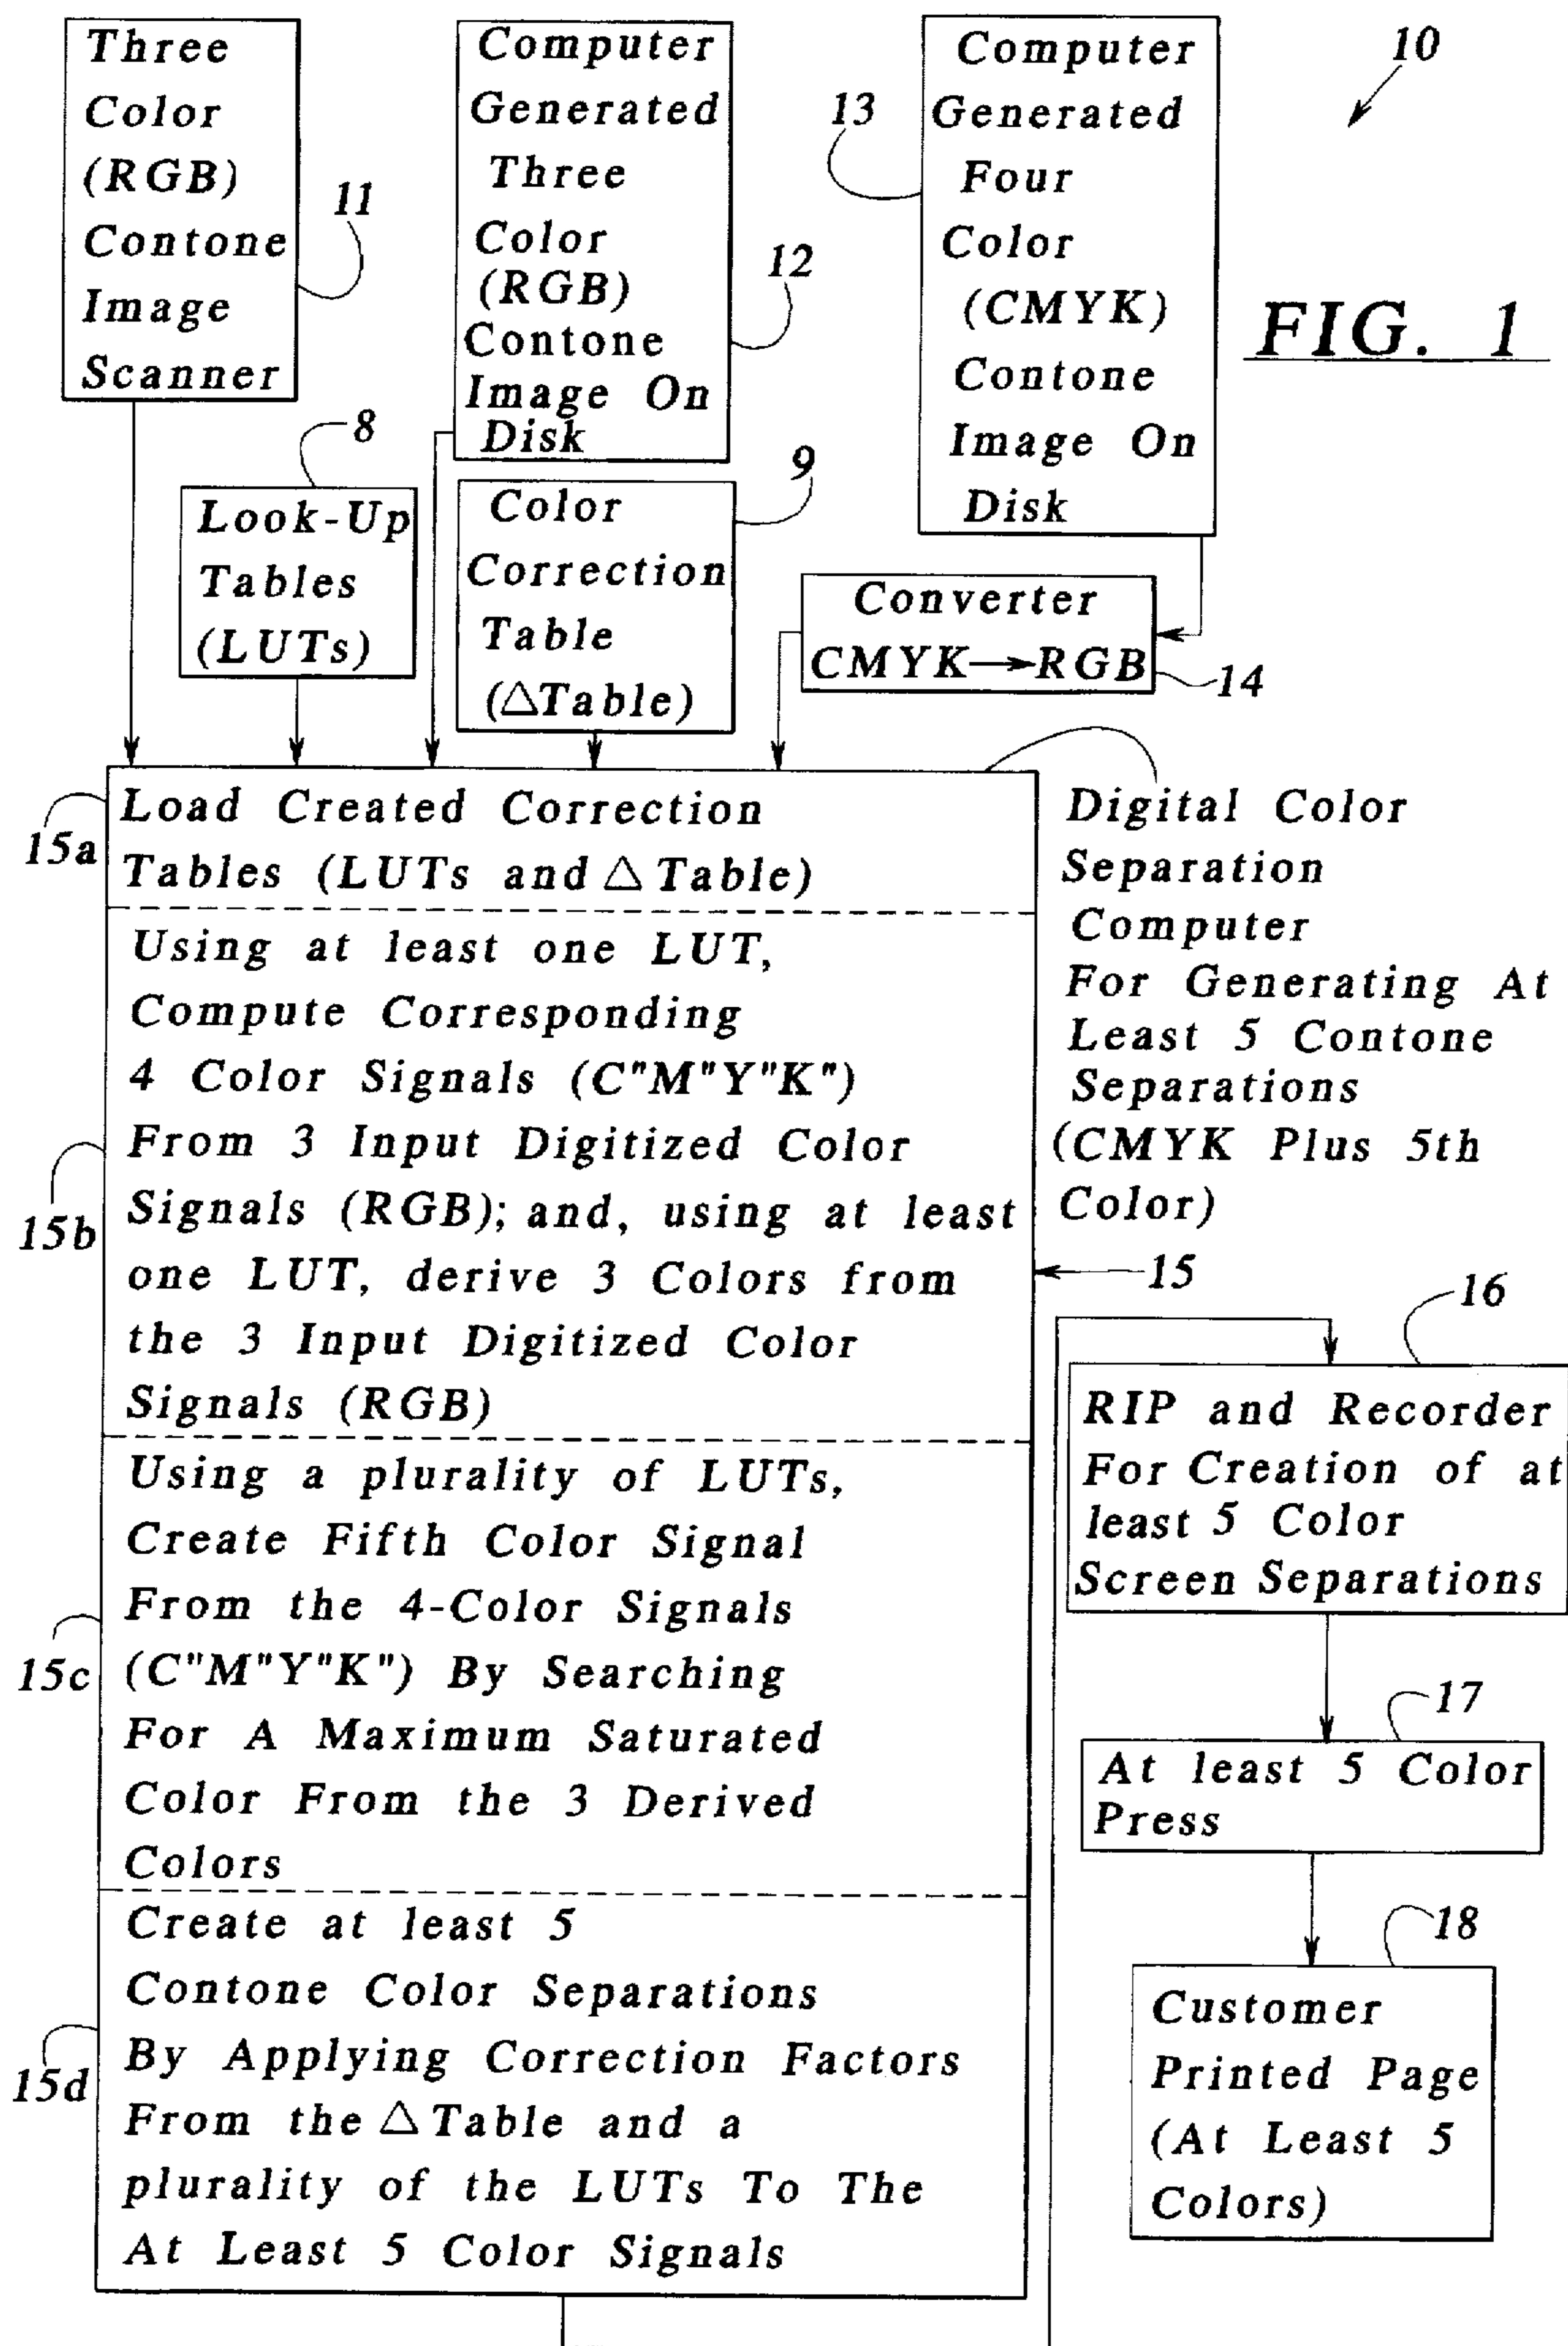 Three
Color
(RGB)
Contone
Image
Scanner
11
Computer
Generated
Three
Color
(RGB)
Contone
Image On
Disk
12
Computer
Generated
Four
Color
(CMYK)
Contone
Image On
Disk
13
10
FIG. 1
8
Look-Up
Tables
(LUTs)
9
Color
Correction
Table
(△Table)
Converter
CMYK→RGB
14
15a
Load Created Correction
Tables (LUTs and △ Table)
15b
Using at least one LUT,
Compute Corresponding
4 Color Signals (C"M"Y"K")
From 3 Input Digitized Color
Signals (RGB); and, using at least
one LUT, derive 3 Colors from
the 3 Input Digitized Color
Signals (RGB)
15c
Using a plurality of LUTs,
Create Fifth Color Signal
From the 4-Color Signals
(C"M"Y"K") By Searching
For A Maximum Saturated
Color From the 3 Derived
Colors
15d
Create at least 5
Contone Color Separations
By Applying Correction Factors
From the △ Table and a
plurality of the LUTs To The
At Least 5 Color Signals
Digital Color
Separation
Computer
For Generating At
Least 5 Contone
Separations
(CMYK Plus 5th
Color)
15
16
RIP and Recorder
For Creation of at
least 5 Color
Screen Separations
17
At least 5 Color
Press
18
Customer
Printed Page
(At Least 5
Colors)